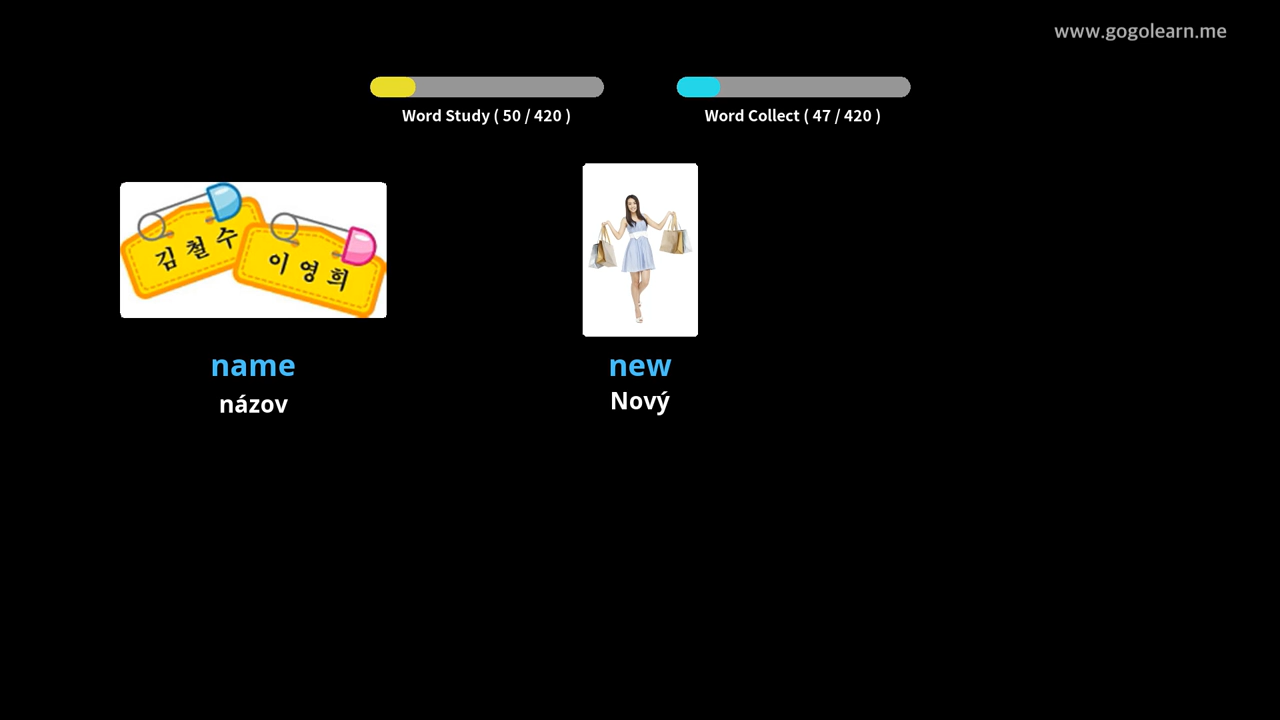 www.gogolearn.me
Word Study ( 50 / 420 )
Word Collect ( 47 / 420 )
김철수
이영희
name
názov
new
Nový